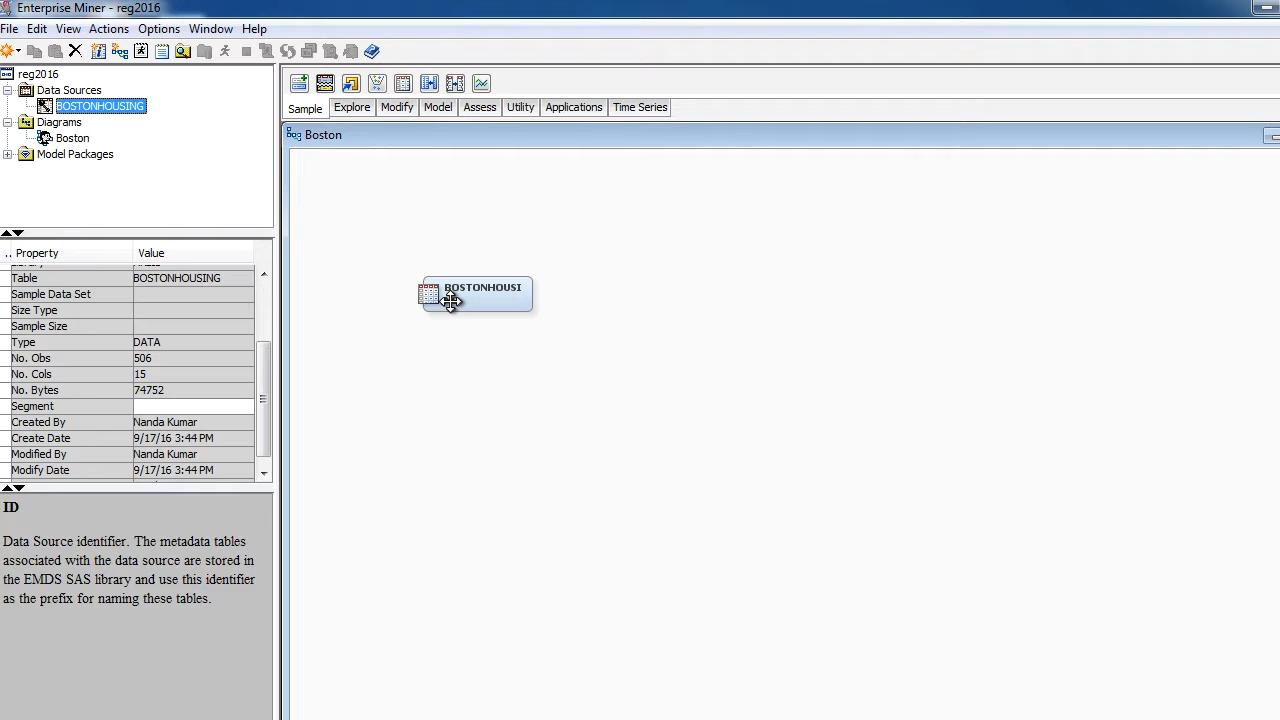 Enterprise Miner - reg2016
File Edit View Actions Options Window Help
reg2016
Data Sources
BOSTONHOUSING
Diagrams
Boston
Model Packages
Sample Explore Modify Model Assess Utility Applications Time Series
Boston
BOSTONHOUSI
.. Property Value
Table BOSTONHOUSING
Sample Data Set
Size Type
Sample Size
Type DATA
No. Obs 506
No. Cols 15
No. Bytes 74752
Segment
Created By Nanda Kumar
Create Date 9/17/16 3:44 PM
Modified By Nanda Kumar
Modify Date 9/17/16 3:44 PM
ID
Data Source identifier. The metadata tables
associated with the data source are stored in
the EMDS SAS library and use this identifier
as the prefix for naming these tables.